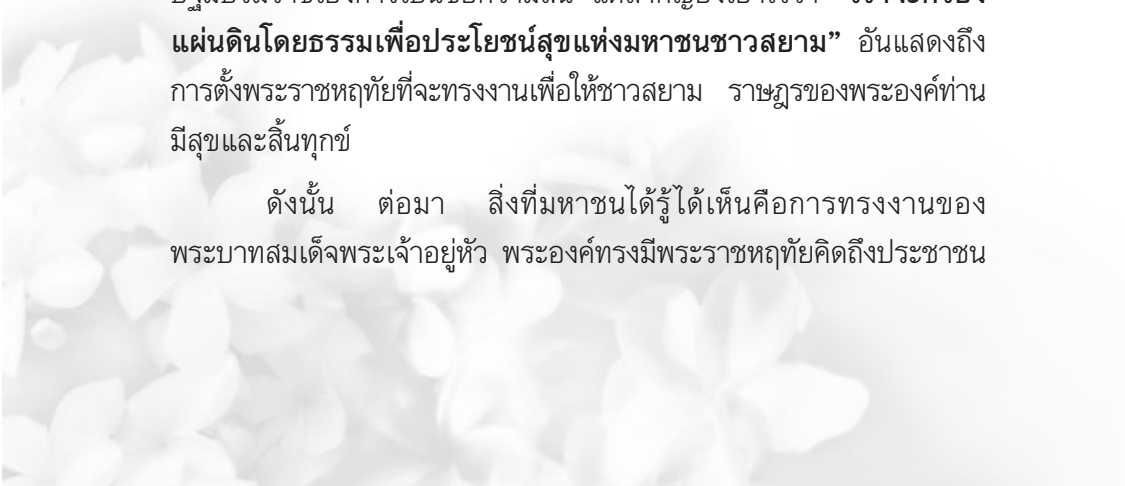 แผ่นดินโดยธรรมเพื่อประโยชน์สุขแห่งมหาชนชาวสยาม” อันแสดงถึง
การตั้งพระราชหฤทัยที่จะทรงงานเพื่อให้ชาวสยาม ราษฎรของพระองค์ท่าน
มีสุขและสิ้นทุกข์
ดังนั้น ต่อมา สิ่งที่มหาชนได้รู้ได้เห็นคือการทรงงานของ
พระบาทสมเด็จพระเจ้าอยู่หัว พระองค์ทรงมีพระราชหฤทัยคิดถึงประชาชน